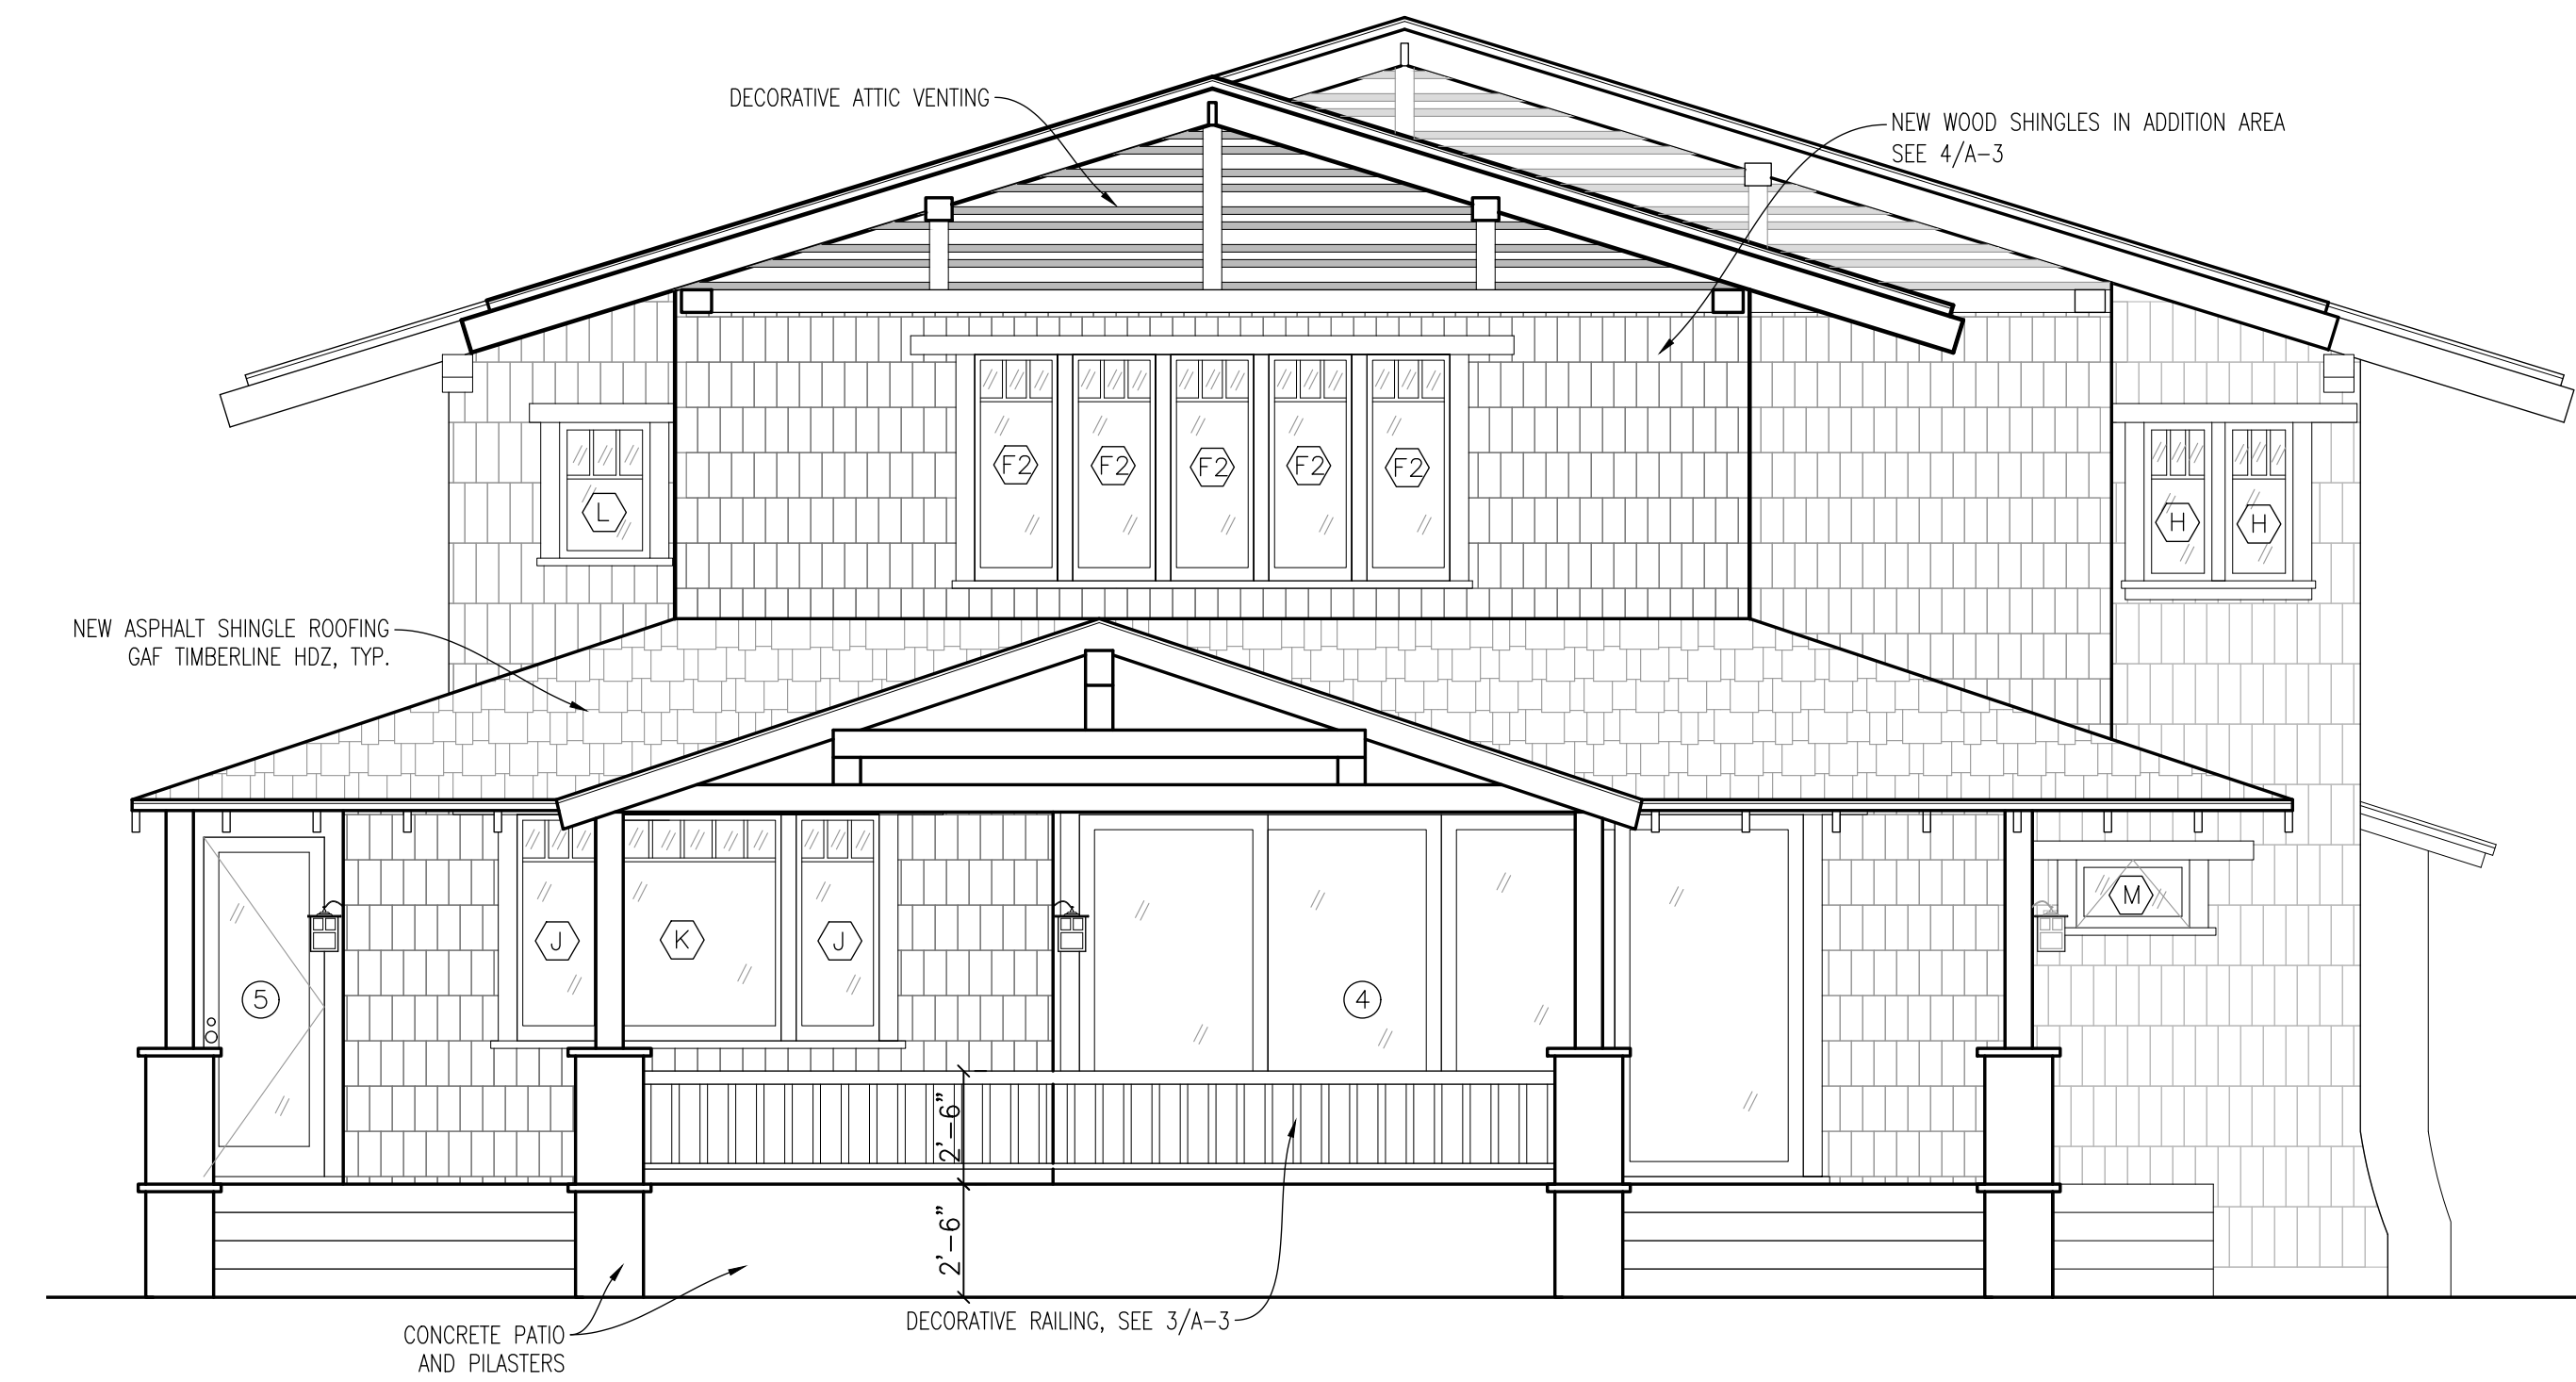 DECORATIVE ATTIC VENTING
NEW WOOD SHINGLES IN ADDITION AREA
SEE 4/A-3
F2
F2
F2
F2
F2
L
H
H
NEW ASPHALT SHINGLE ROOFING
GAF TIMBERLINE HDZ, TYP.
M
J
K
J
5
4
2'-6"
2'-6"
DECORATIVE RAILING, SEE 3/A-3
CONCRETE PATIO
AND PILASTERS